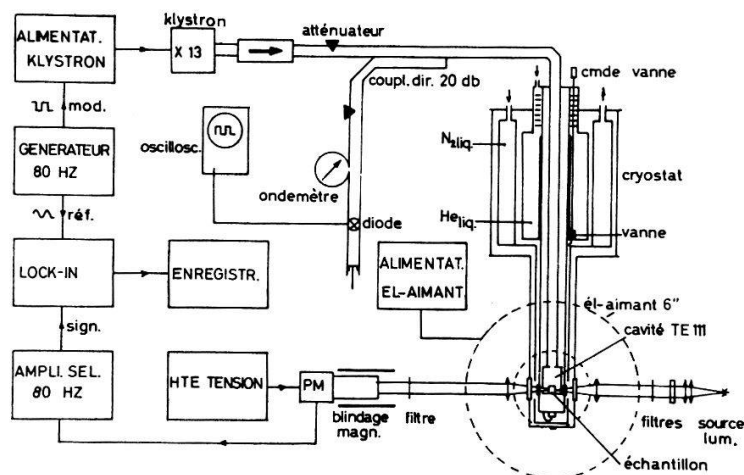 klystron
atténuateur
ALIMENTAT.
KLYSTRON
X 13
coupl. dir. 20 db
cmde vanne
mod.
N2liq.
GENERATEUR
80 HZ
oscillosc.
ondemètre
cryostat
réf.
Heliq.
diode
vanne
LOCK-IN
ENREGISTR.
ALIMENTAT.
EL-AIMANT
él-aimant 6"
cavité TE 111
sign.
AMPLI. SEL.
80 HZ
HTE TENSION
PM
blindage
magn.
filtre
filtres
source
lum.
échantillon